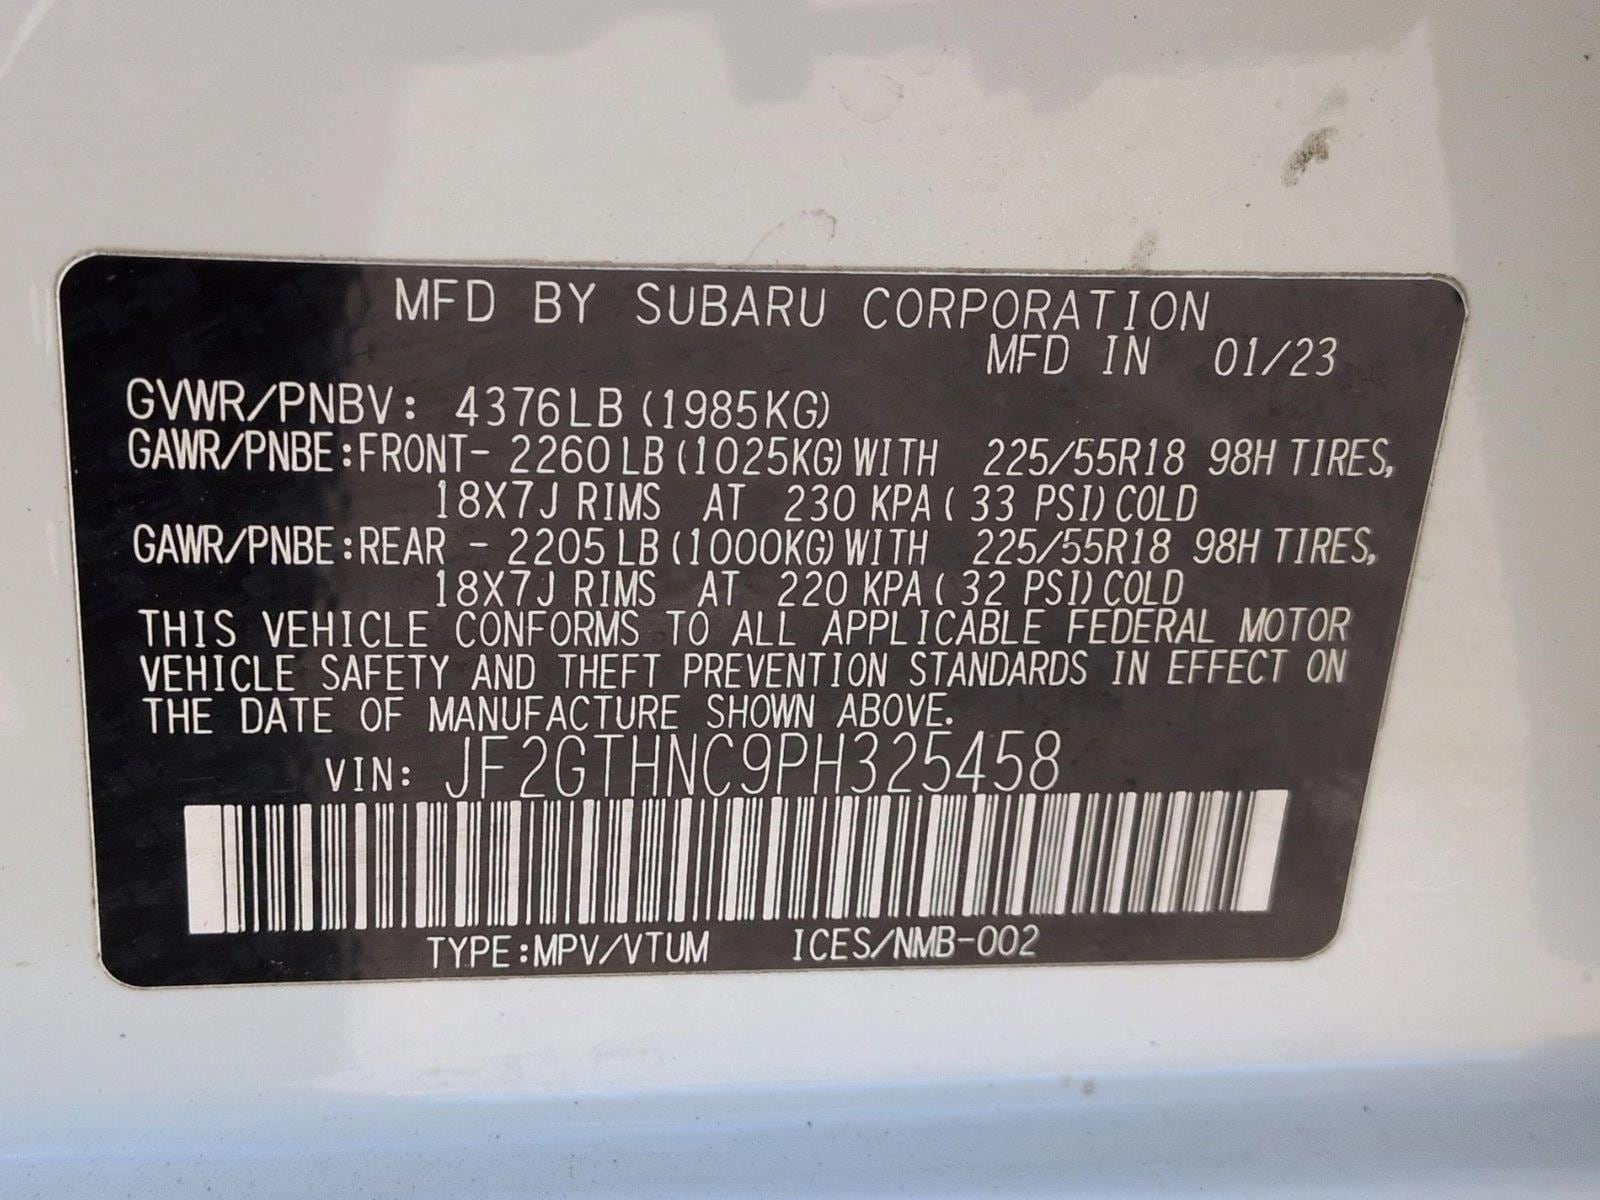 MFD BY SUBARU CORPORATION
MFD IN 01/23
GVWR/PNBV: 4376LB (1985KG)
GAWR/PNBE:FRONT- 2260LB (1025KG) WITH 225/55R18 98H TIRES,
18X7J RIMS AT 230 KPA ( 33 PSI) COLD
GAWR/PNBE:REAR - 2205LB (1000KG) WITH 225/55R18 98H TIRES,
18X7J RIMS AT 220 KPA ( 32 PSI) COLD
THIS VEHICLE CONFORMS TO ALL APPLICABLE FEDERAL MOTOR
VEHICLE SAFETY AND THEFT PREVENTION STANDARDS IN EFFECT ON
THE DATE OF MANUFACTURE SHOWN ABOVE.
VIN: JF2GTHNC9PH325458
TYPE:MPV/VTUM ICES/NMB-002